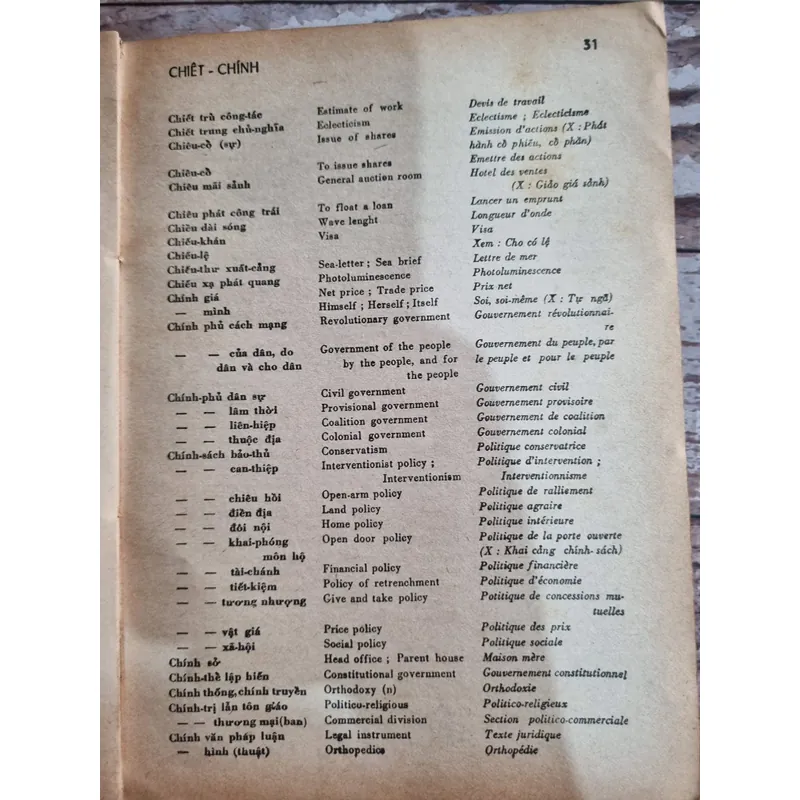 CHIẾT - CHÍNH 31
Chiết trù công-tác Estimate of work Devis de travail
Chiết trung chủ-nghĩa Eclecticism Eclectisme ; Eclecticisme
Chiêu-cổ (sự) Issue of shares Emission d'actions (X : Phát
hành cổ phiếu, cổ phần)
Chiêu-cổ To issue shares Emettre des actions
Chiêu mãi sảnh General auction room Hotel des ventes
(X : Giảo giá sảnh)
Chiêu phát công trái To float a loan Lancer un emprunt
Chiều dài sóng Wave lenght Longueur d'onde
Chiếu-khán Visa Visa
Chiếu-lệ Xem : Cho có lệ
Chiếu-thư xuất-cảng Sea-letter ; Sea brief Lettre de mer
Chiếu xạ phát quang Photoluminescence Photoluminescence
Chính giá Net price ; Trade price Prix net
— mình Himself ; Herself ; Itself Soi, soi-même (X : Tự ngã)
Chính phủ cách mạng Revolutionary government Gouvernement révolutionnai-
re
— — của dân, do Government of the people Gouvernement du peuple, par
dân và cho dân by the people, and for le peuple et pour le peuple
the people
Chính-phủ dân sự Civil government Gouvernement civil
— — lâm thời Provisional government Gouvernement provisoire
— — liên-hiệp Coalition government Gouvernement de coalition
— — thuộc địa Colonial government Gouvernement colonial
Chính-sách bảo-thủ Conservatism Politique conservatrice
— — can-thiệp Interventionist policy ; Politique d'intervention ;
Interventionism Interventionnisme
— — chiêu hồi Open-arm policy Politique de ralliement
— — điền địa Land policy Politique agraire
— — đối nội Home policy Politique intérieure
— — khai-phóng Open door policy Politique de la porte ouverte
môn hộ (X : Khai cảng chính-sách)
— — tài-chánh Financial policy Politique financière
— — tiết-kiệm Policy of retrenchment Politique d'économie
— — tương nhượng Give and take policy Potitique de concessions mu-
tuelles
— — vật giá Price policy Politique des prix
— — xã-hội Social policy Politique sociale
Chính sở Head office ; Parent house Maison mère
Chính-thể lập hiến Constitutional government Gouvernement constitutionnel
Chính thống, chính truyền Orthodoxy (n) Orthodoxie
Chính-trị lẫn tôn giáo Politico-religious Politico-religieux
— — thương mại (ban) Commercial division Section politico-commerciale
Chính văn pháp luận Legal instrument Texte juridique
— hình (thuật) Orthopedics Orthopédie